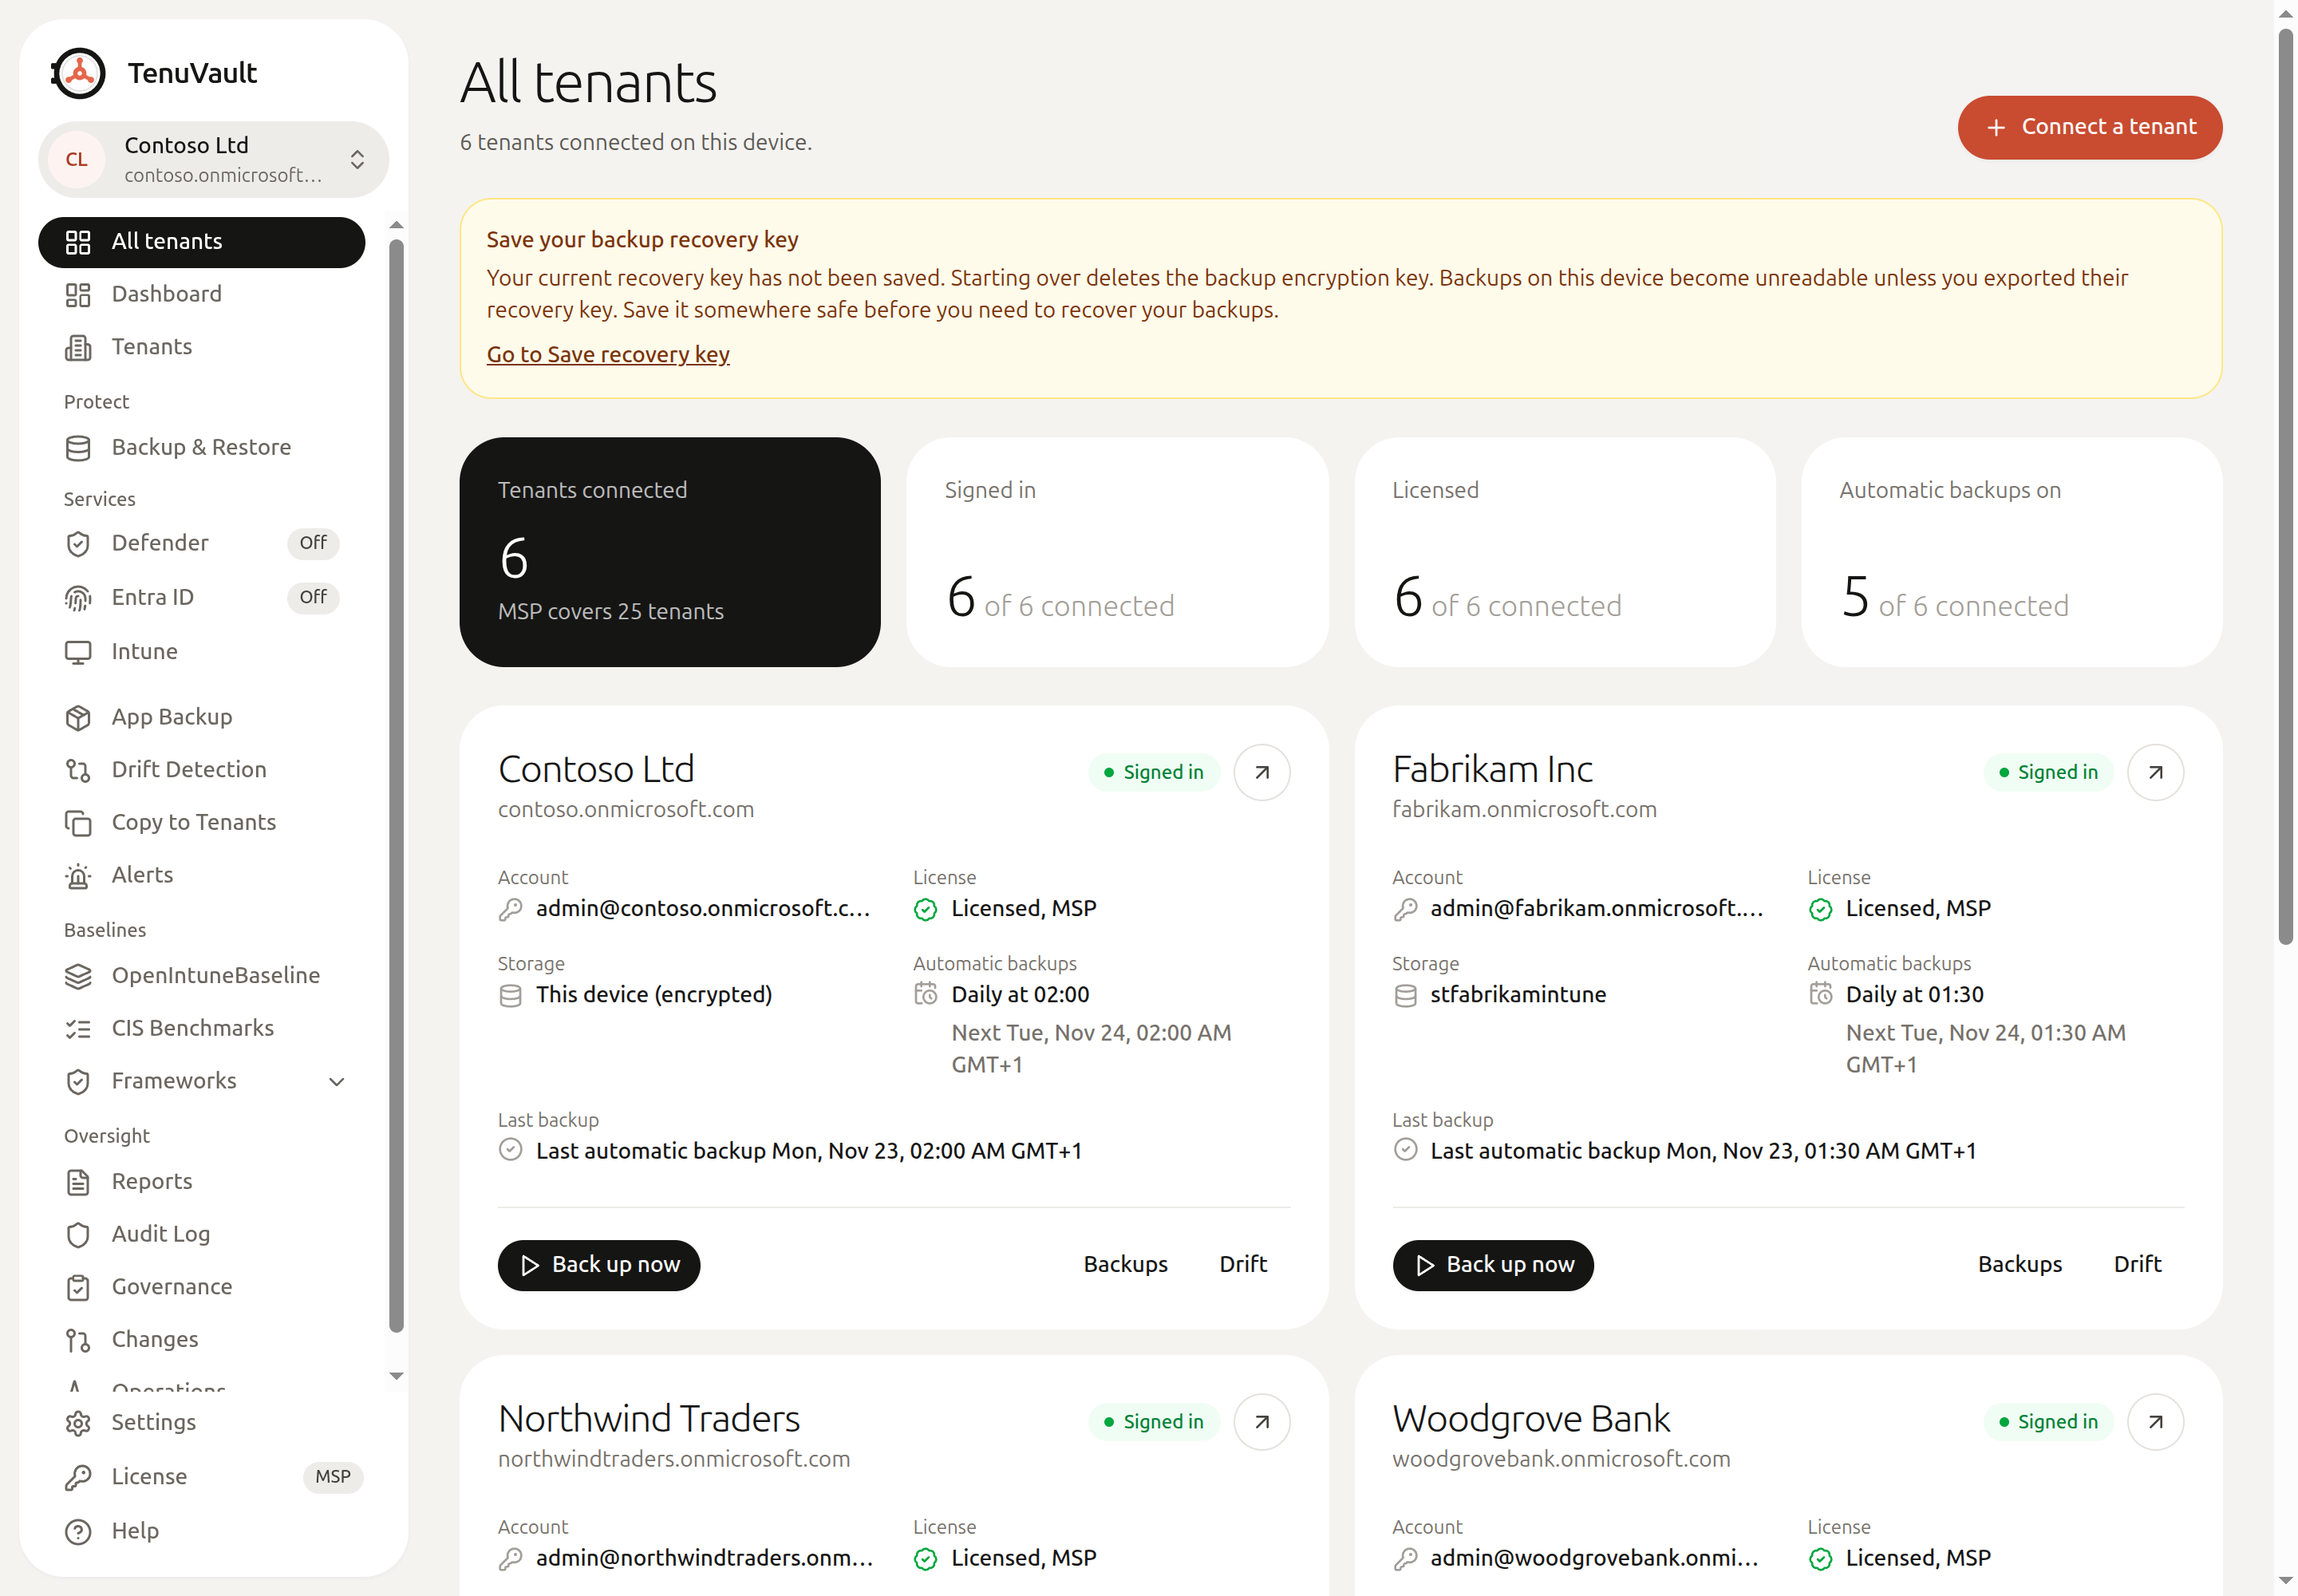 TenuVault
CL
Contoso Ltd
contoso.onmicrosoft...
All tenants
Dashboard
Tenants
Protect
Backup & Restore
Services
Defender Off
Entra ID Off
Intune
App Backup
Drift Detection
Copy to Tenants
Alerts
Baselines
OpenIntuneBaseline
CIS Benchmarks
Frameworks
Oversight
Reports
Audit Log
Governance
Changes
Operations
Settings
License MSP
Help
All tenants
6 tenants connected on this device.
Connect a tenant
Save your backup recovery key
Your current recovery key has not been saved. Starting over deletes the backup encryption key. Backups on this device become unreadable unless you exported their
recovery key. Save it somewhere safe before you need to recover your backups.
Go to Save recovery key
Tenants connected
6
MSP covers 25 tenants
Signed in
6 of 6 connected
Licensed
6 of 6 connected
Automatic backups on
5 of 6 connected
Contoso Ltd
contoso.onmicrosoft.com
Signed in
Account
admin@contoso.onmicrosoft.c...
License
Licensed, MSP
Storage
This device (encrypted)
Automatic backups
Daily at 02:00
Next Tue, Nov 24, 02:00 AM
GMT+1
Last backup
Last automatic backup Mon, Nov 23, 02:00 AM GMT+1
Back up now
Backups
Drift
Fabrikam Inc
fabrikam.onmicrosoft.com
Signed in
Account
admin@fabrikam.onmicrosoft....
License
Licensed, MSP
Storage
stfabrikamintune
Automatic backups
Daily at 01:30
Next Tue, Nov 24, 01:30 AM
GMT+1
Last backup
Last automatic backup Mon, Nov 23, 01:30 AM GMT+1
Back up now
Backups
Drift
Northwind Traders
northwindtraders.onmicrosoft.com
Signed in
Account
admin@northwindtraders.onm...
License
Licensed, MSP
Woodgrove Bank
woodgrovebank.onmicrosoft.com
Signed in
Account
admin@woodgrovebank.onmi...
License
Licensed, MSP